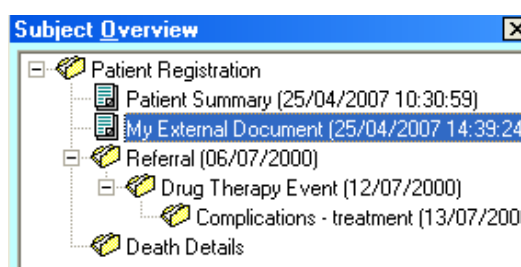 Subject Overview
Patient Registration
Patient Summary (25/04/2007 10:30:59)
My External Document (25/04/2007 14:39:24
Referral (06/07/2000)
Drug Therapy Event (12/07/2000)
Complications - treatment (13/07/200
Death Details